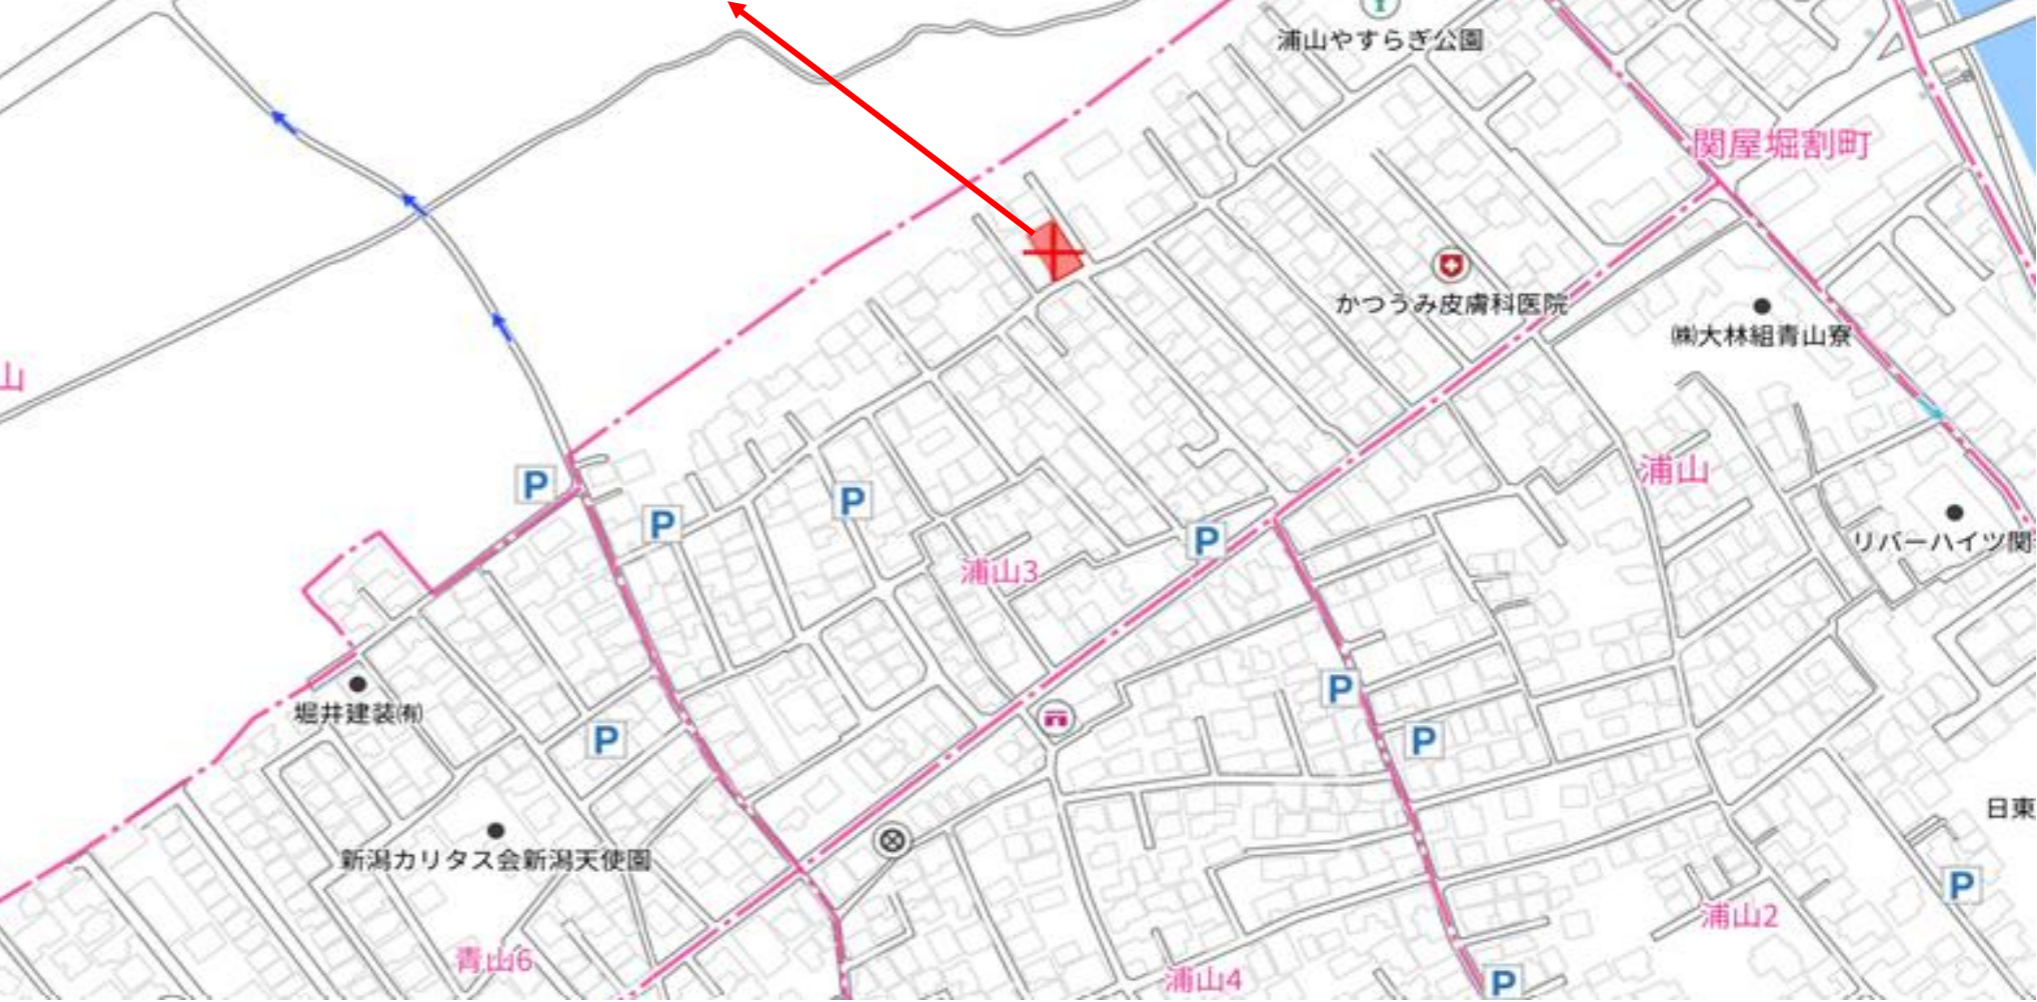 浦山やすらぎ公園
関屋堀割町
かつうみ皮膚科医院
㈱大林組青山寮
山
浦山
P
P
P
P
リバーハイツ関
浦山3
P
堀井建装㈲
P
P
日東
新潟カリタス会新潟天使園
P
浦山2
青山6
浦山4
P